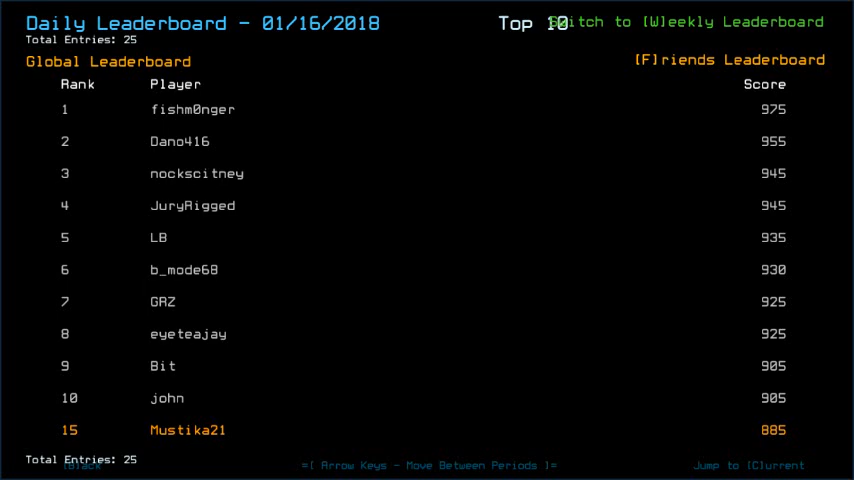 Daily Leaderboard - 01/16/2018 Top 10 Switch to [W]eekly Leaderboard
Total Entries: 25
Global Leaderboard [F]riends Leaderboard
Rank Player Score
1 fishm0nger 975
2 Dano416 955
3 nockscitney 945
4 JuryRigged 945
5 LB 935
6 b_mode68 930
7 GRZ 925
8 eyeteajay 925
9 Bit 905
10 john 905
15 Mustika21 885
Total Entries: 25
[B]ack =[ Arrow Keys - Move Between Periods ]= Jump to [C]urrent